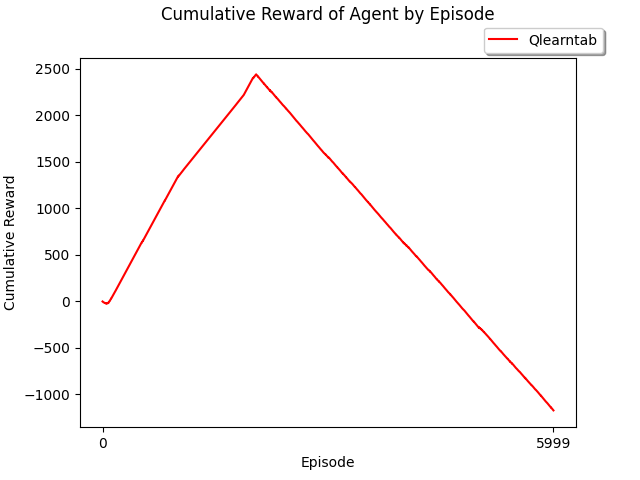 Cumulative Reward of Agent by Episode
Qlearntab
2500
2000
1500
1000
500
0
−500
−1000
Cumulative Reward
0
5999
Episode